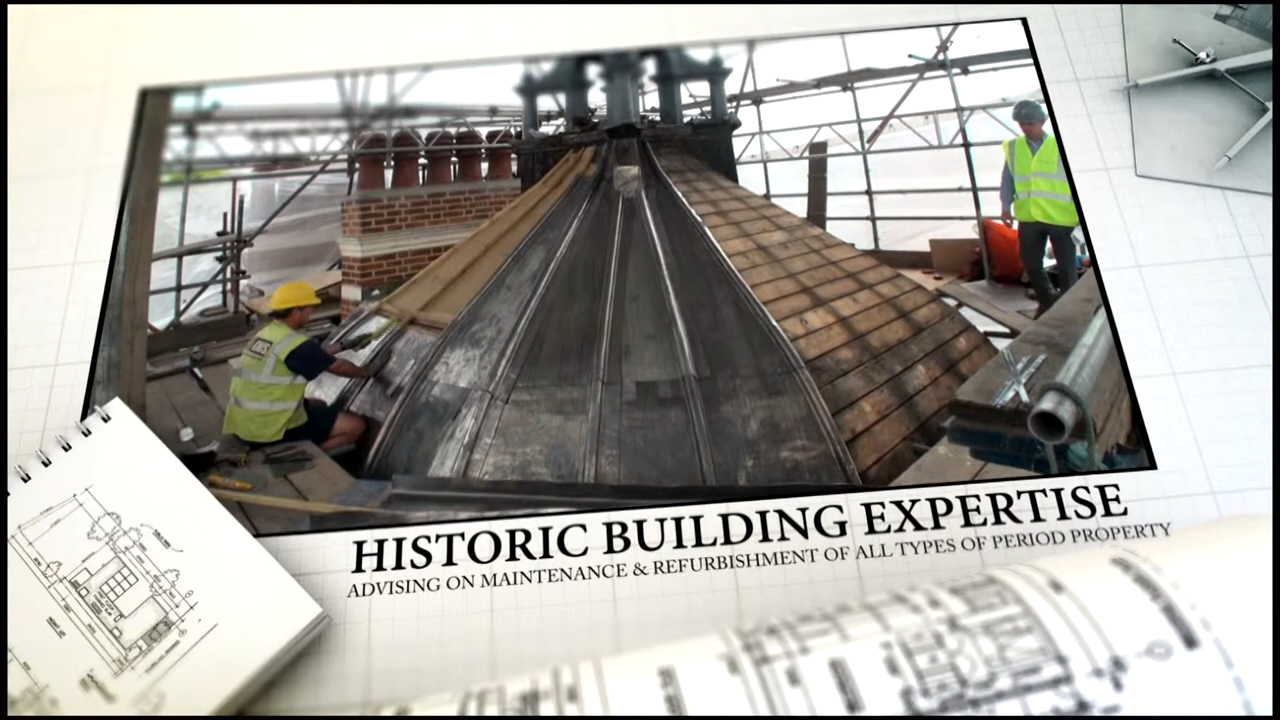 HISTORIC BUILDING EXPERTISE
ADVISING ON MAINTENANCE & REFURBISHMENT OF ALL TYPES OF PERIOD PROPERTY